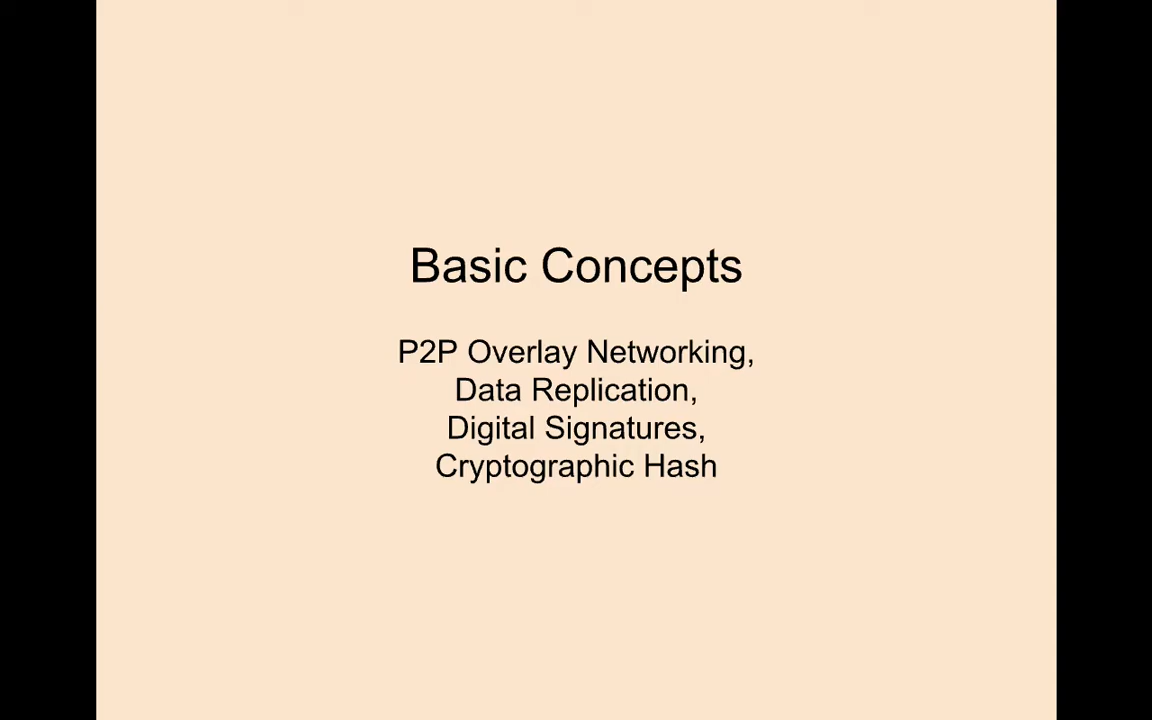 Basic Concepts
P2P Overlay Networking,
Data Replication,
Digital Signatures,
Cryptographic Hash